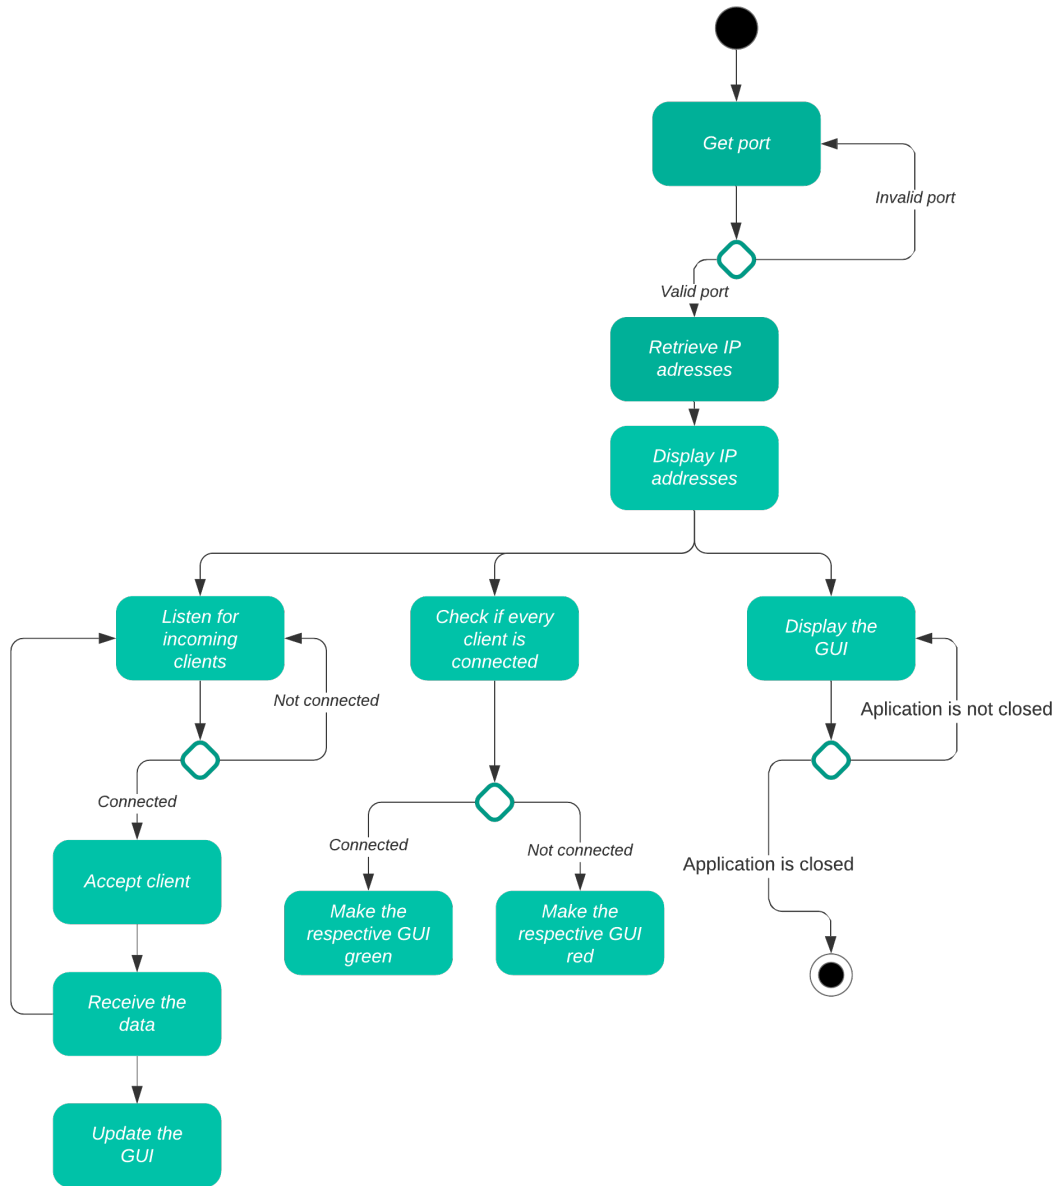 Get port
Invalid port
Valid port
Retrieve IP
adresses
Display IP
addresses
Listen for
incoming
clients
Check if every
client is
connected
Display the
GUI
Not connected
Aplication is not closed
Connected
Connected
Not connected
Application is closed
Accept client
Make the
respective GUI
green
Make the
respective GUI
red
Receive the
data
Update the
GUI